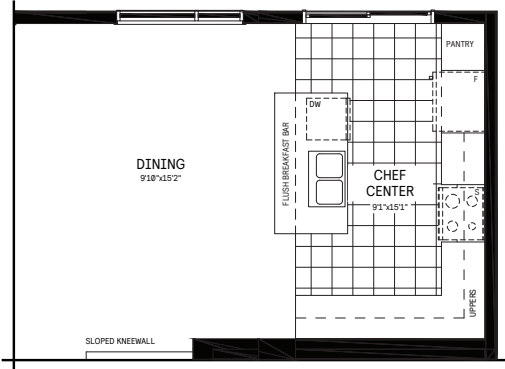 PANTRY
F
DW
FLUSH BREAKFAST BAR
DINING
9'10"x15'2"
CHEF
CENTER
9'1"x15'1"
S
UPPERS
SLOPED KNEEWALL